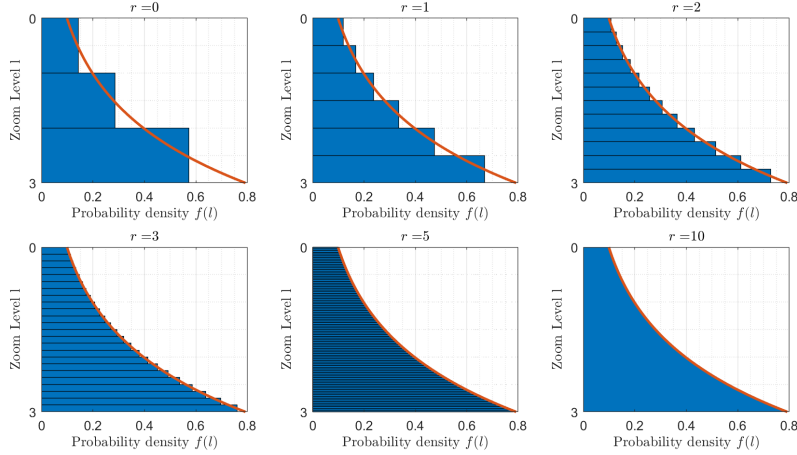 r =0
r =1
r =2
0
0
0
Zoom Level l
Zoom Level l
Zoom Level l
3
3
3
0 0.2 0.4 0.6 0.8
0 0.2 0.4 0.6 0.8
0 0.2 0.4 0.6 0.8
Probability density f(l)
Probability density f(l)
Probability density f(l)
r =3
r =5
r =10
0
0
0
Zoom Level l
Zoom Level l
Zoom Level l
3
3
3
0 0.2 0.4 0.6 0.8
0 0.2 0.4 0.6 0.8
0 0.2 0.4 0.6 0.8
Probability density f(l)
Probability density f(l)
Probability density f(l)